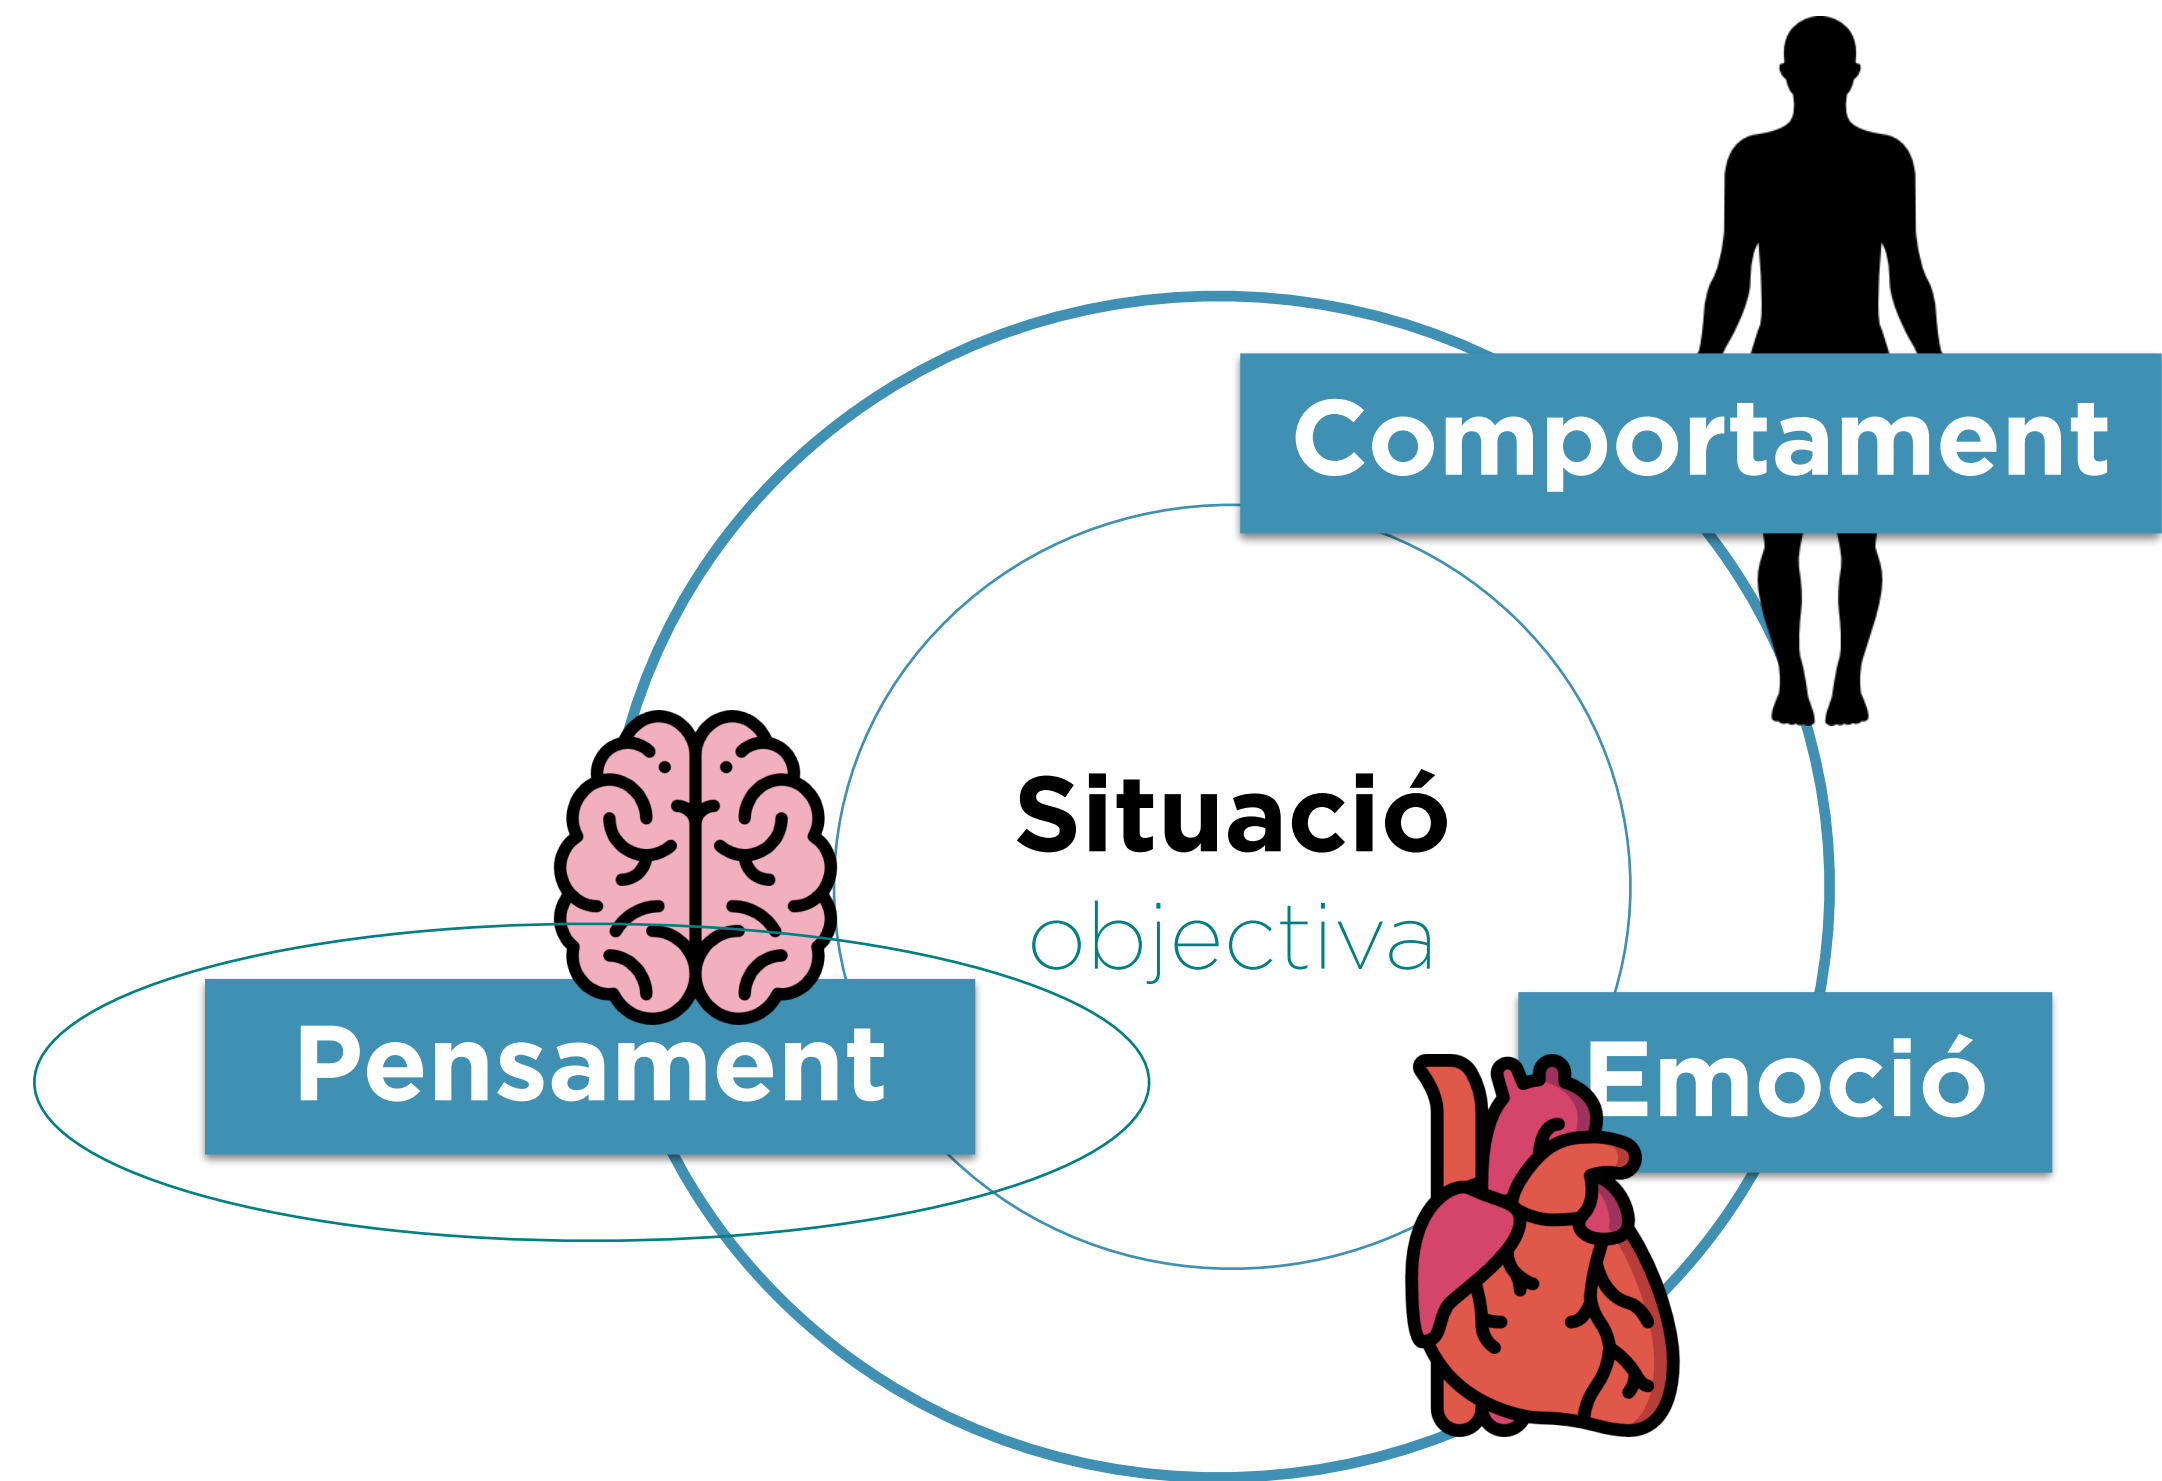 Comportament
Situació
objectiva
Pensament
Emoció